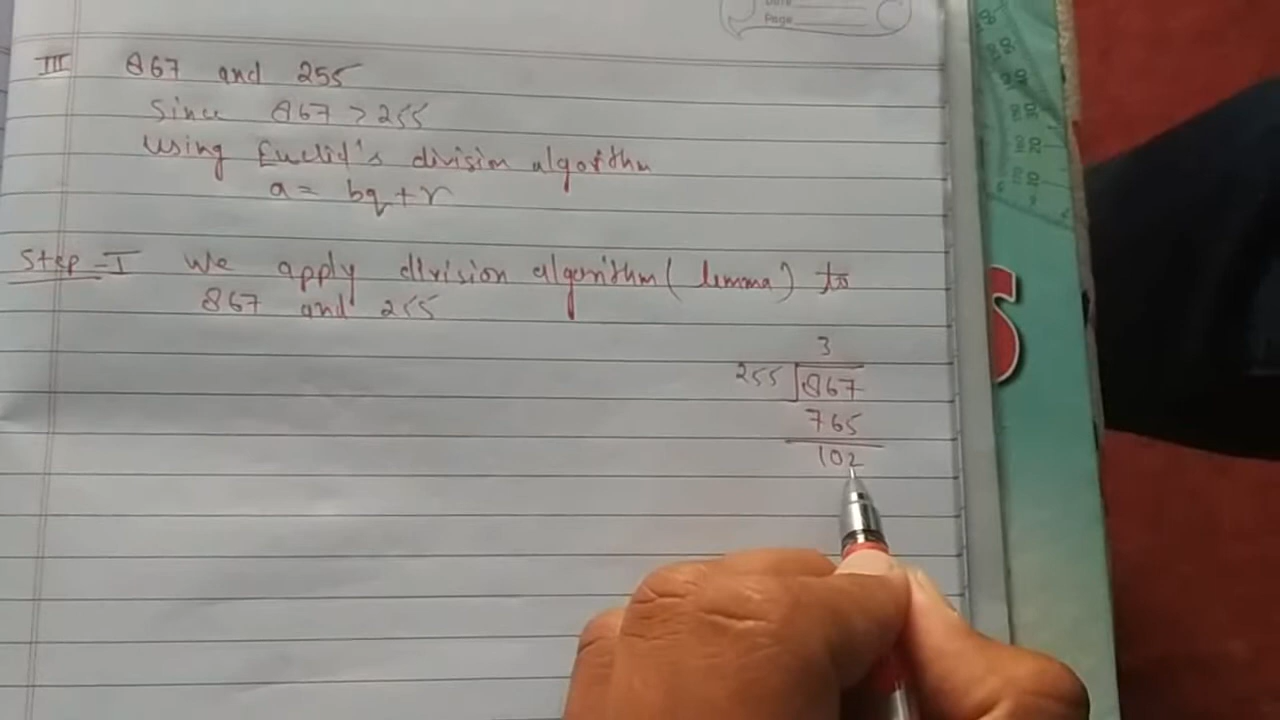 Page
III 867 and 255
Since 867 > 255
Using Euclid's division algorithm
a = bq + r
Step-I We apply division algorithm (lemma) to
867 and 255
3
255 867
765
102